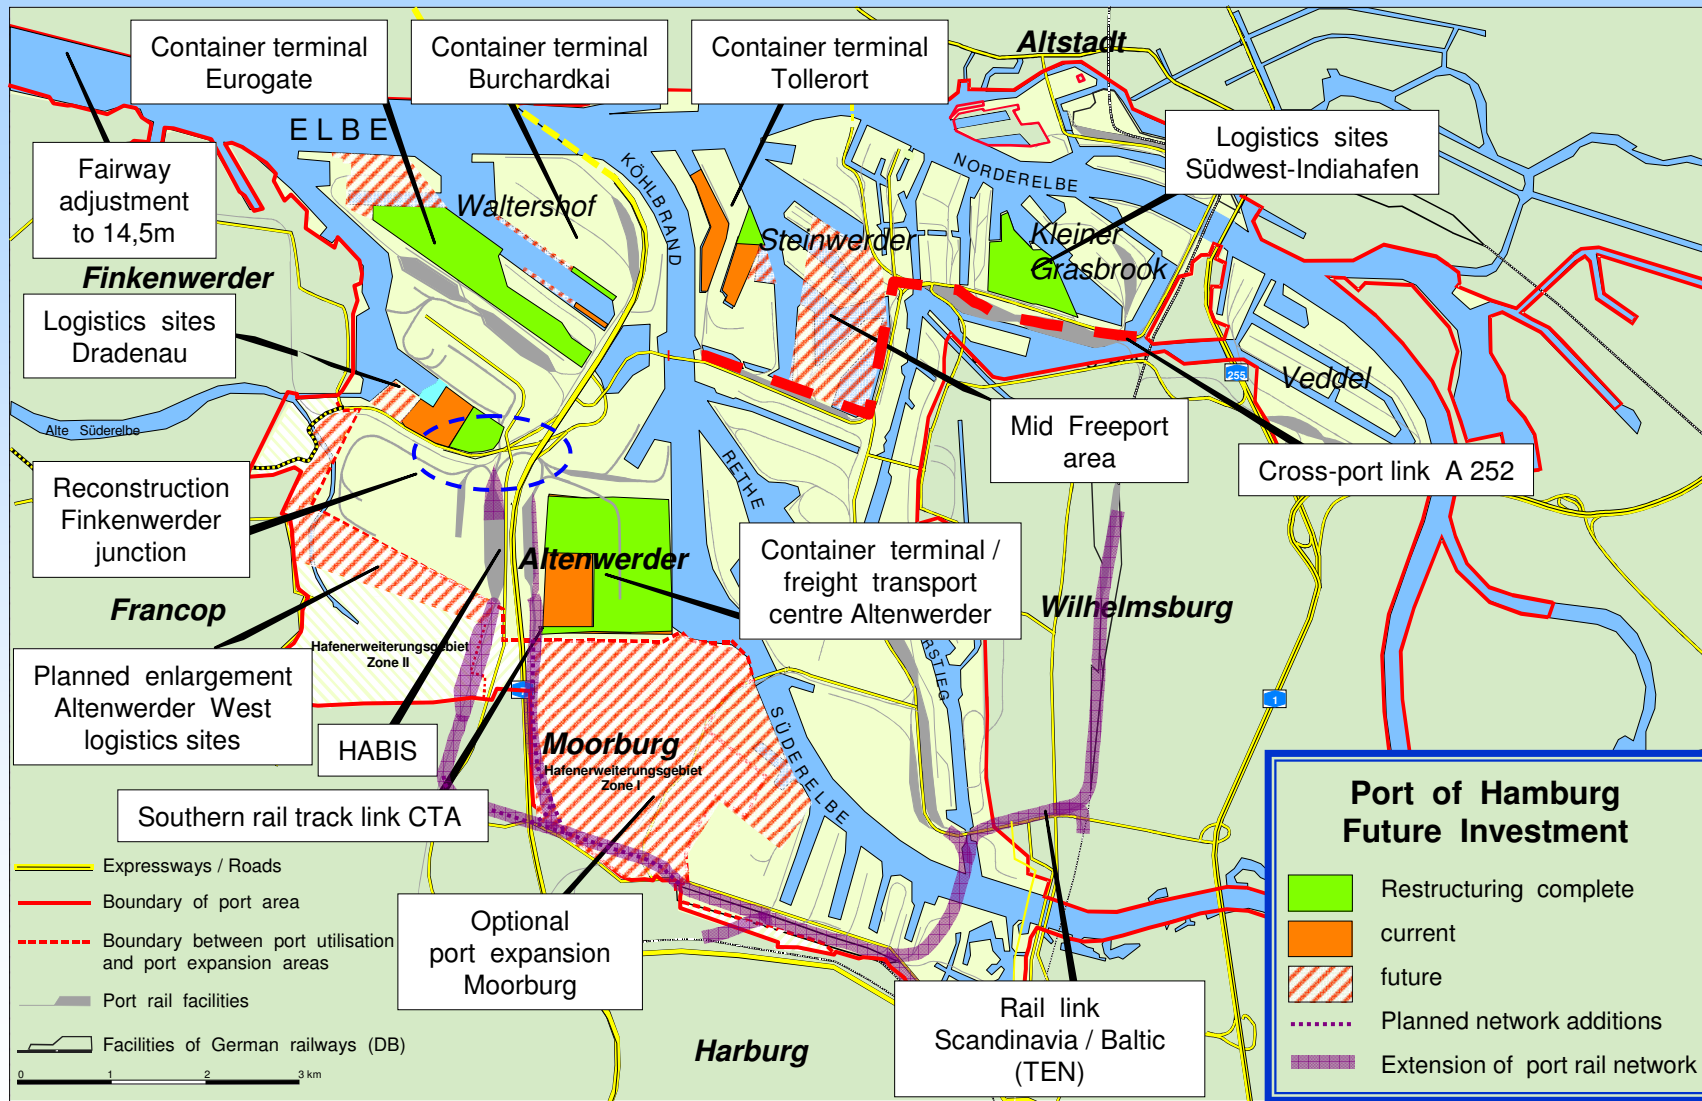 Container terminal
Eurogate
Container terminal
Burchardkai
Container terminal
Tollerort
Altstadt
ELBE
Fairway
adjustment
to 14,5m
KÖHLBRAND
NORDERELBE
Logistics sites
Südwest-Indiahafen
Waltershof
Steinwerder
Kleiner
Grasbrook
Finkenwerder
Logistics sites
Dradenau
255
Veddel
Alte Süderelbe
Mid Freeport
area
Cross-port link A 252
RETHE
Reconstruction
Finkenwerder
junction
Altenwerder
Container terminal /
freight transport
centre Altenwerder
Francop
Wilhelmsburg
Hafenerweiterungsgebiet
Zone II
RSTIEG
Planned enlargement
Altenwerder West
logistics sites
1
HABIS
Moorburg
Hafenerweiterungsgebiet
Zone I
SÜDERELBE
Southern rail track link CTA
Optional
port expansion
Moorburg
Rail link
Scandinavia / Baltic
(TEN)
Harburg
Expressways / Roads
Boundary of port area
Boundary between port utilisation
and port expansion areas
Port rail facilities
Facilities of German railways (DB)
0 1 2 3 km
Port of Hamburg
Future Investment
Restructuring complete
current
future
Planned network additions
Extension of port rail network